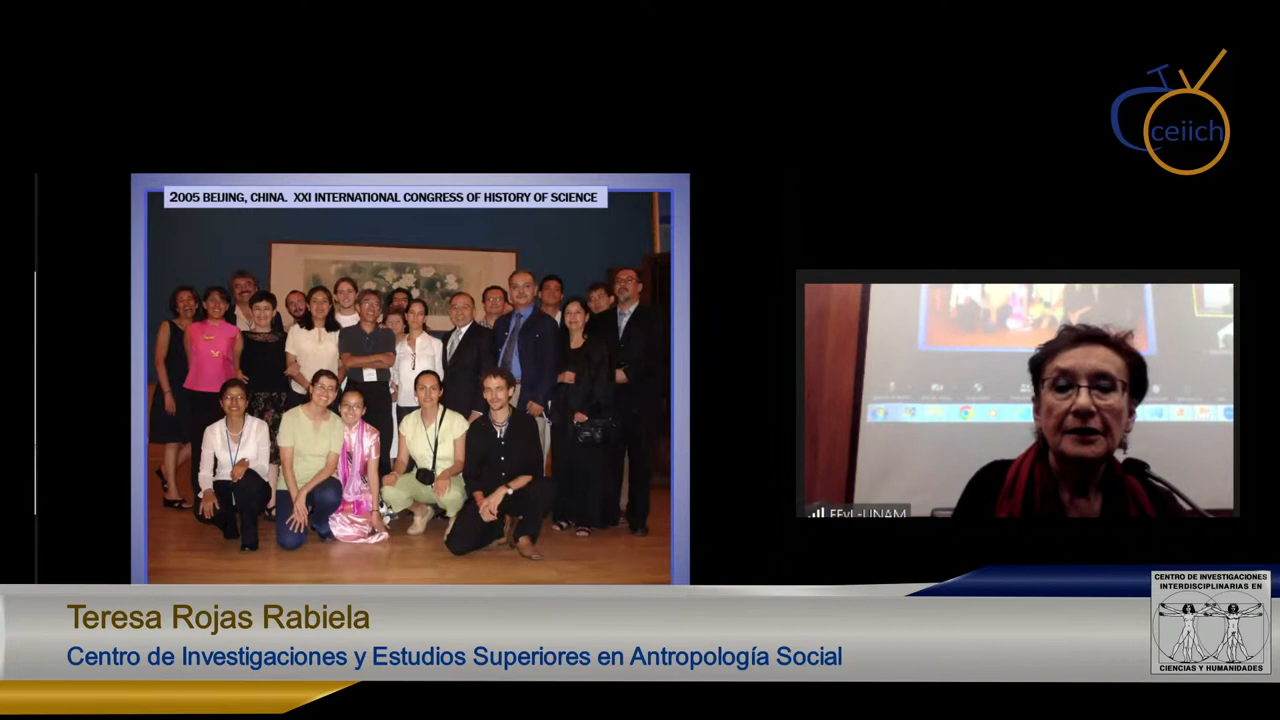 TV
ceiich
2005 BEIJING, CHINA. XXI INTERNATIONAL CONGRESS OF HISTORY OF SCIENCE
FFyL-UNAM
Teresa Rojas Rabiela
Centro de Investigaciones y Estudios Superiores en Antropología Social
CENTRO DE INVESTIGACIONES
INTERDISCIPLINARIAS EN
CIENCIAS Y HUMANIDADES